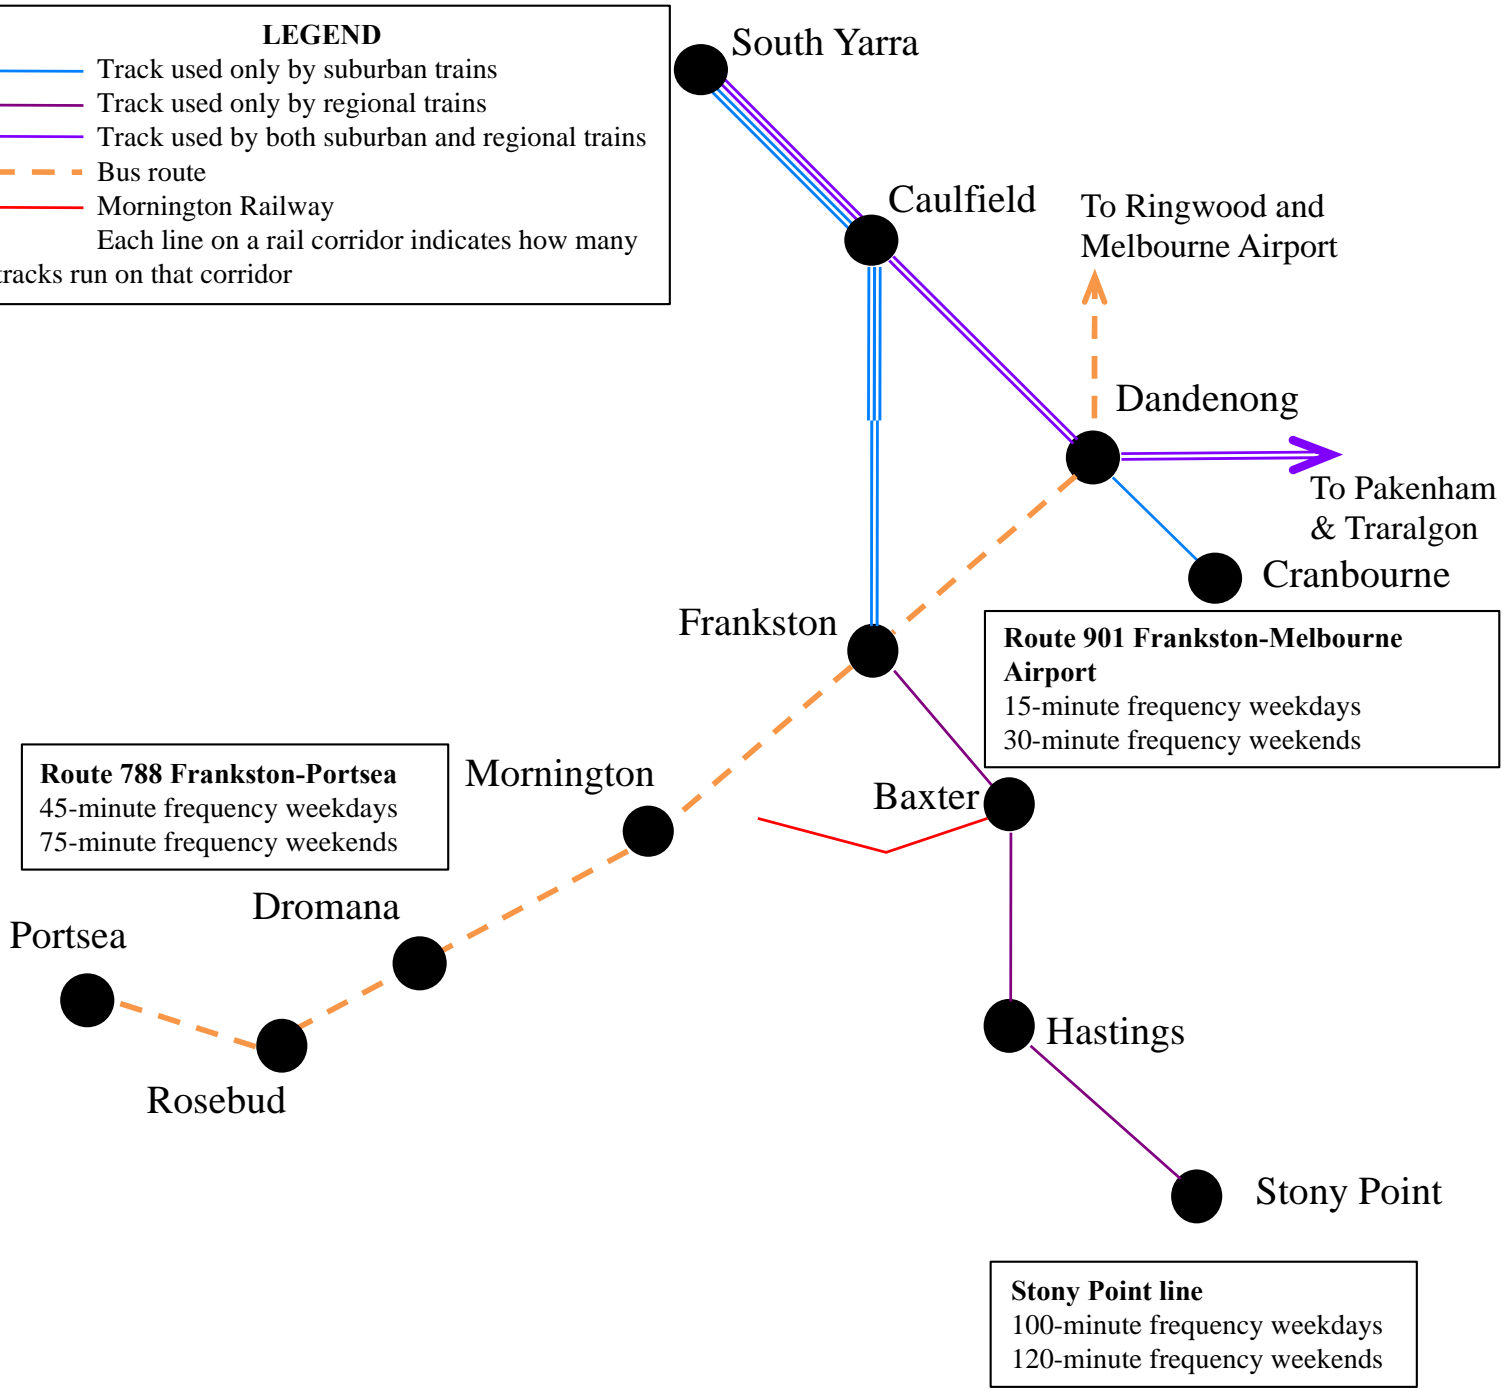 LEGEND
Track used only by suburban trains
Track used only by regional trains
Track used by both suburban and regional trains
Bus route
Mornington Railway
Each line on a rail corridor indicates how many
tracks run on that corridor
South Yarra
Caulfield
To Ringwood and
Melbourne Airport
Dandenong
To Pakenham
& Traralgon
Cranbourne
Frankston
Route 901 Frankston-Melbourne
Airport
15-minute frequency weekdays
30-minute frequency weekends
Route 788 Frankston-Portsea
45-minute frequency weekdays
75-minute frequency weekends
Mornington
Baxter
Dromana
Portsea
Rosebud
Hastings
Stony Point
Stony Point line
100-minute frequency weekdays
120-minute frequency weekends